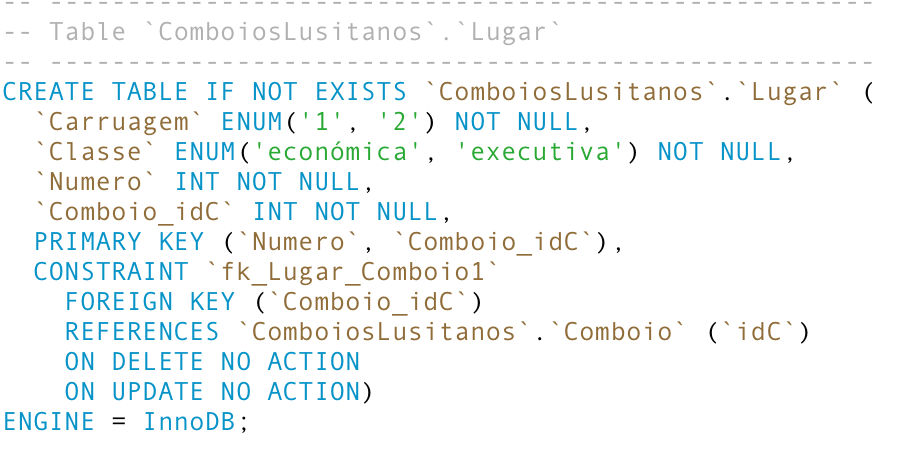 -- -----------------------------------------------------
-- Table `ComboiosLusitanos`.`Lugar`
-- -----------------------------------------------------
CREATE TABLE IF NOT EXISTS `ComboiosLusitanos`.`Lugar` (
  `Carruagem` ENUM('1', '2') NOT NULL,
  `Classe` ENUM('económica', 'executiva') NOT NULL,
  `Numero` INT NOT NULL,
  `Comboio_idC` INT NOT NULL,
  PRIMARY KEY (`Numero`, `Comboio_idC`),
  CONSTRAINT `fk_Lugar_Comboio1`
    FOREIGN KEY (`Comboio_idC`)
    REFERENCES `ComboiosLusitanos`.`Comboio` (`idC`)
    ON DELETE NO ACTION
    ON UPDATE NO ACTION)
ENGINE = InnoDB;